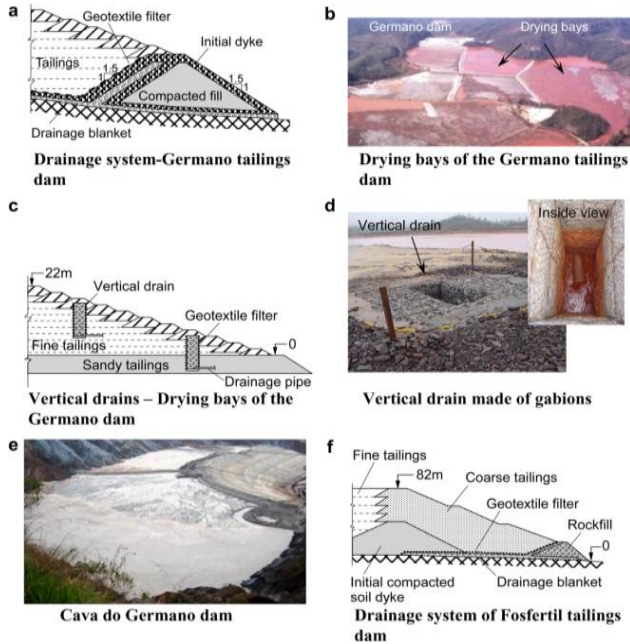 a
Geotextile filter
Initial dyke
Tailings
1.5
1
1.5
1
Compacted fill
Drainage blanket
Drainage system-Germano tailings
dam
b
Germano dam
Drying bays
Drying bays of the Germano tailings
dam
c
22m
Vertical drain
Geotextile filter
0
Fine tailings
Sandy tailings
Drainage pipe
Vertical drains – Drying bays of the
Germano dam
d
Vertical drain
Inside view
Vertical drain made of gabions
e
Cava do Germano dam
f
Fine tailings
82m
Coarse tailings
Geotextile filter
Rockfill
0
Initial compacted
soil dyke
Drainage blanket
Drainage system of Fosfertil tailings
dam